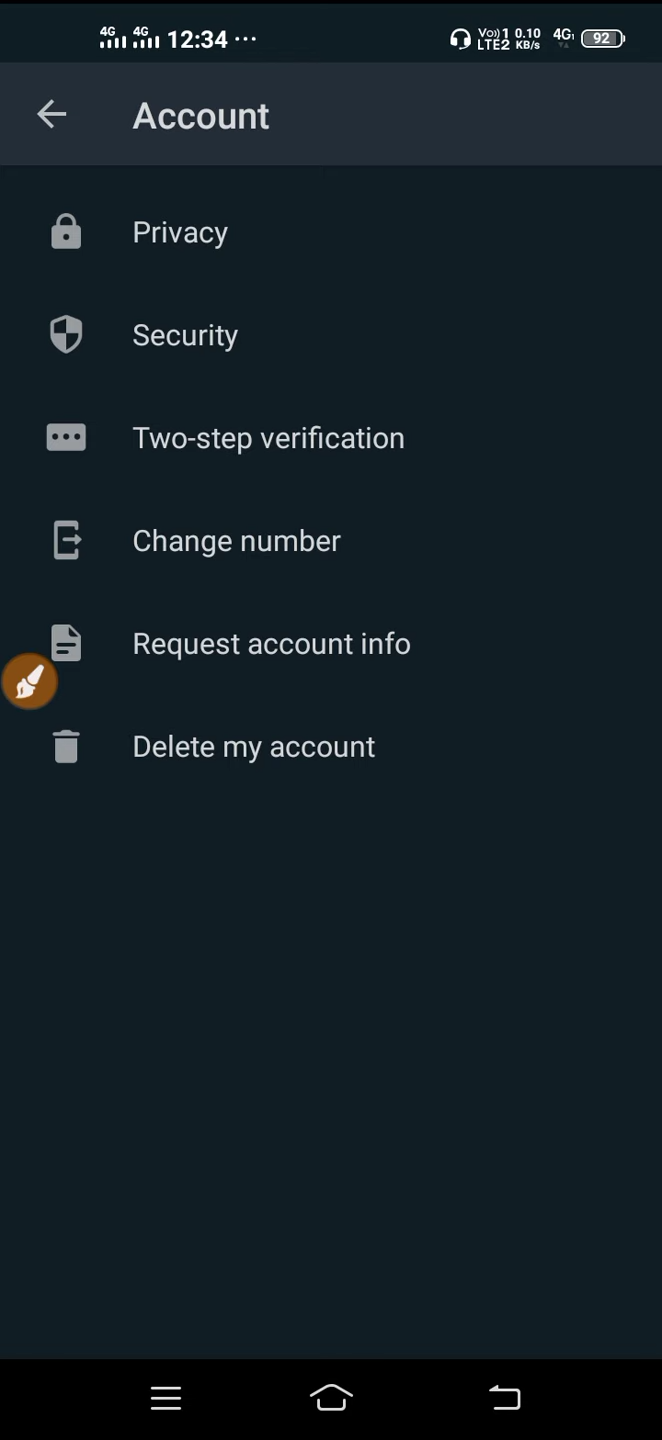 4G 4G 12:34 ... Vo)) 1 0.10 4G 92
LTE2 KB/s
Account
Privacy
Security
Two-step verification
Change number
Request account info
Delete my account